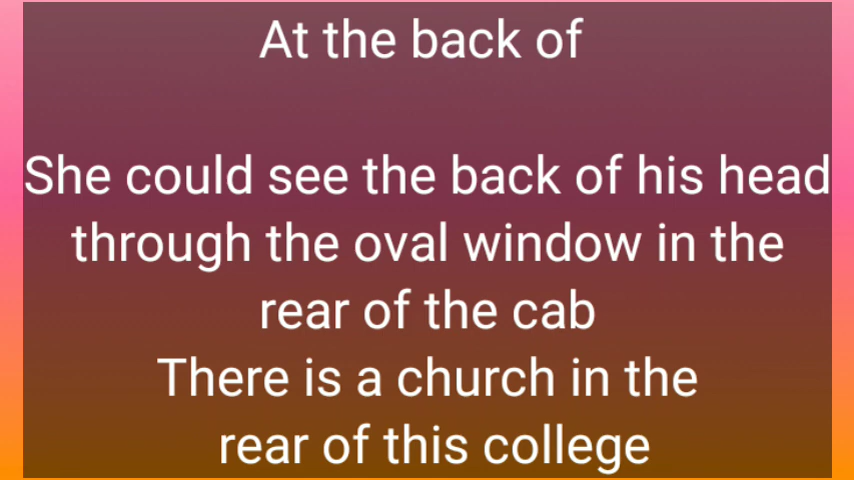 At the back of
She could see the back of his head
through the oval window in the
rear of the cab
There is a church in the
rear of this college